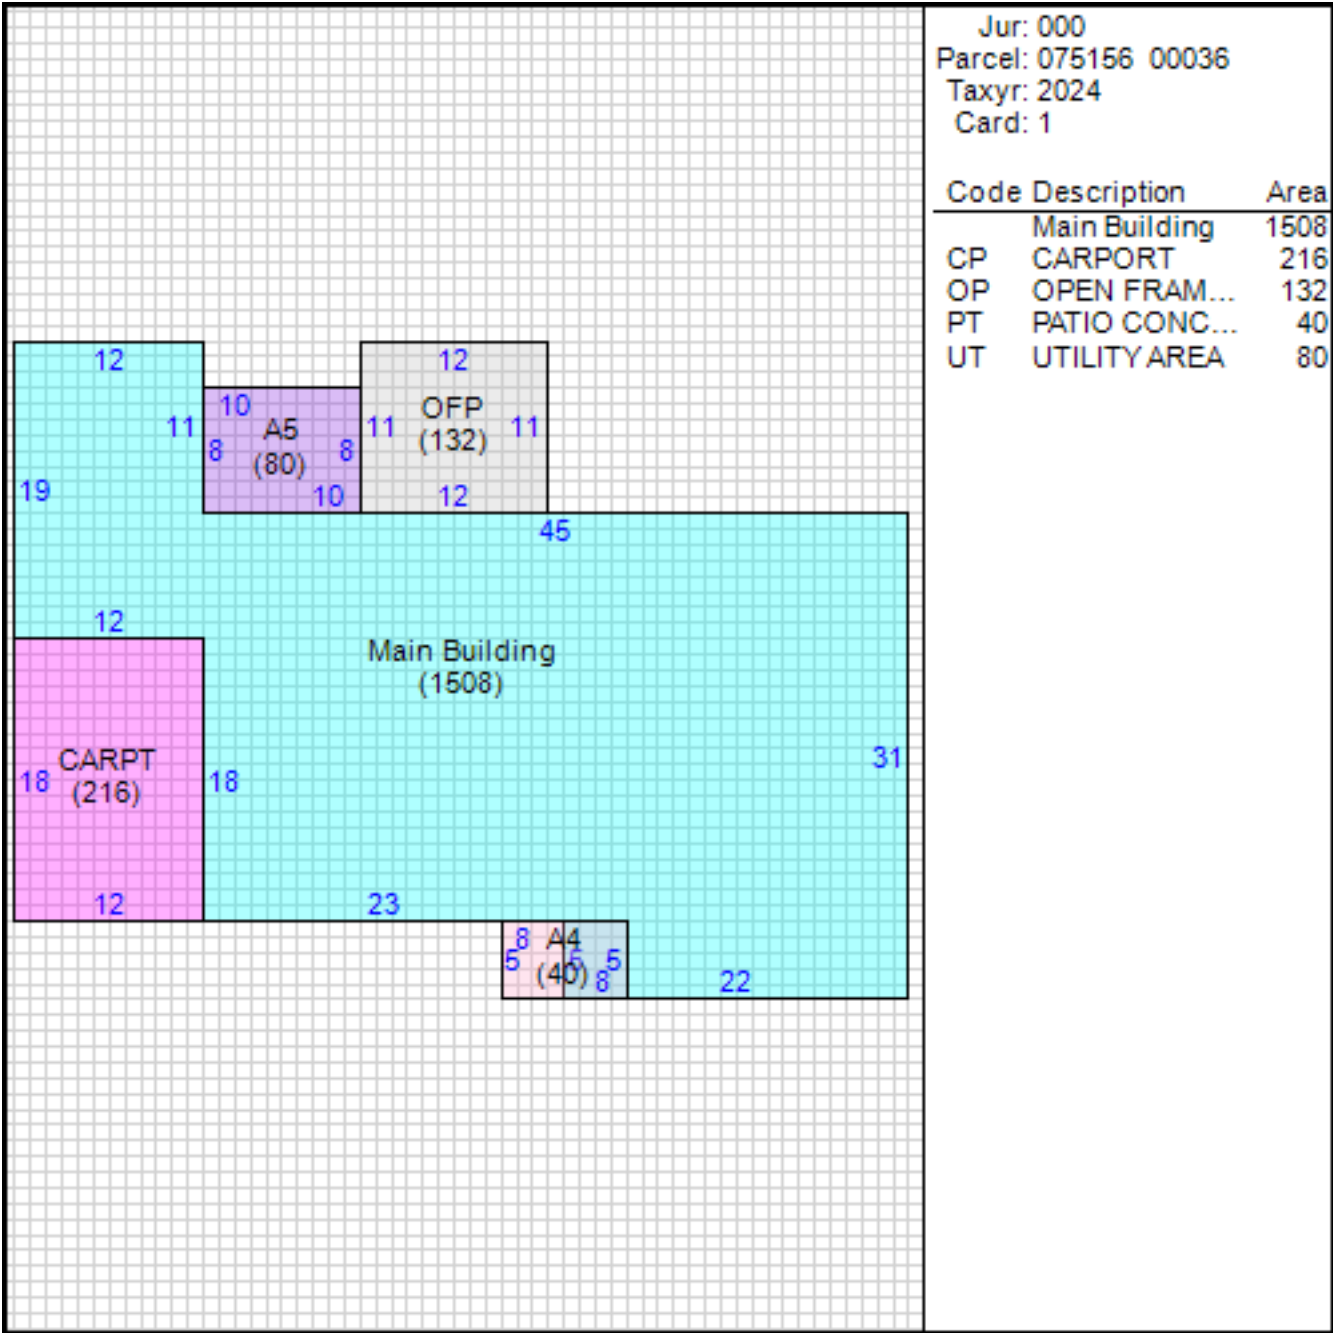 Jur: 000
Parcel: 075156 00036
Taxyr: 2024
Card: 1
Code Description Area
Main Building 1508
CP CARPORT 216
OP OPEN FRAM... 132
PT PATIO CONC... 40
UT UTILITY AREA 80
12
12
10
OFP
11
A5
11
11
(132)
8
8
(80)
19
10
12
45
12
Main Building
(1508)
31
CARPT
18
18
(216)
12
23
8
A4
5
5
5
(40)
8
22